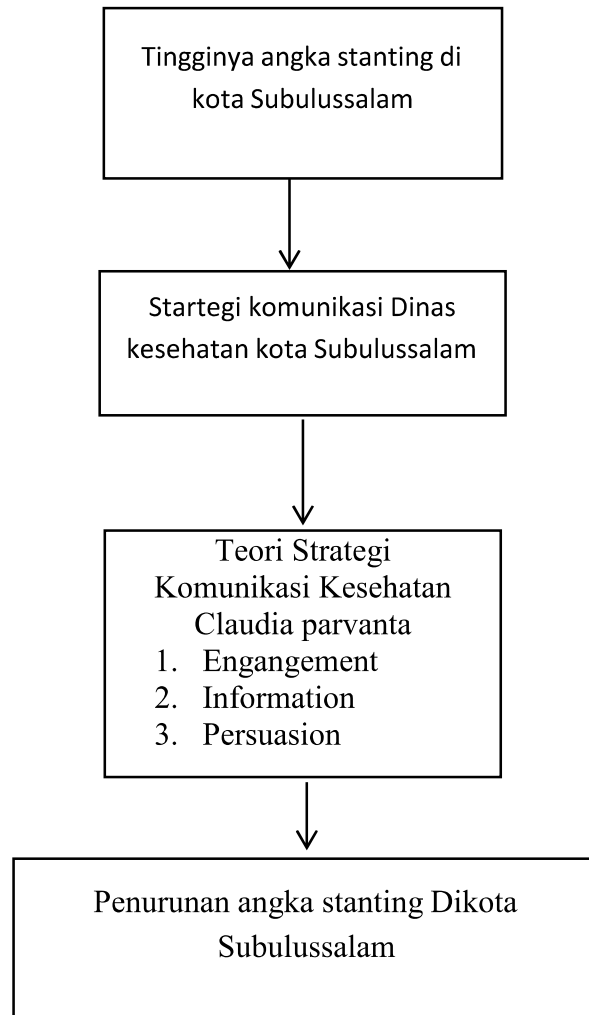 Tingginya angka stanting di
kota Subulussalam
Startegi komunikasi Dinas
kesehatan kota Subulussalam
Teori Strategi
Komunikasi Kesehatan
Claudia parvanta
1. Engangement
2. Information
3. Persuasion
Penurunan angka stanting Dikota
Subulussalam